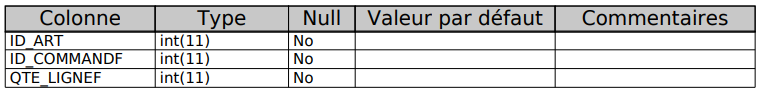 Colonne Type Null Valeur par défaut Commentaires
ID_ART int(11) No
ID_COMMANDF int(11) No
QTE_LIGNEF int(11) No